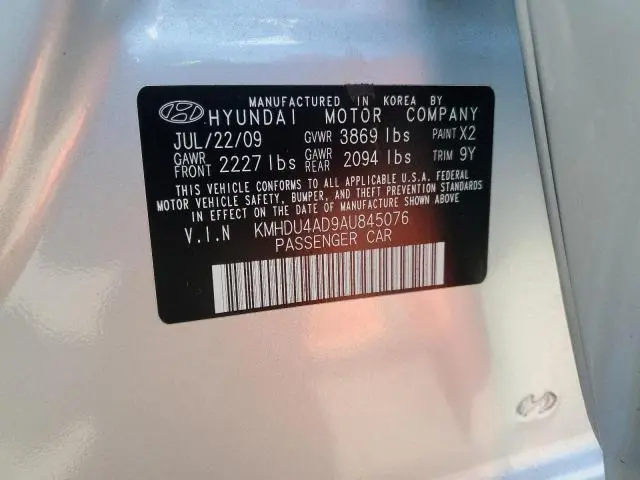 MANUFACTURED IN KOREA BY
HYUNDAI MOTOR COMPANY
JUL/22/09 GVWR 3869 lbs PAINT X2
GAWR FRONT 2227 lbs GAWR REAR 2094 lbs TRIM 9Y
THIS VEHICLE CONFORMS TO ALL APPLICABLE U.S.A. FEDERAL
MOTOR VEHICLE SAFETY, BUMPER, AND THEFT PREVENTION STANDARDS
IN EFFECT ON THE DATE OF MANUFACTURE SHOWN ABOVE
V.I.N KMHDU4AD9AU845076
PASSENGER CAR